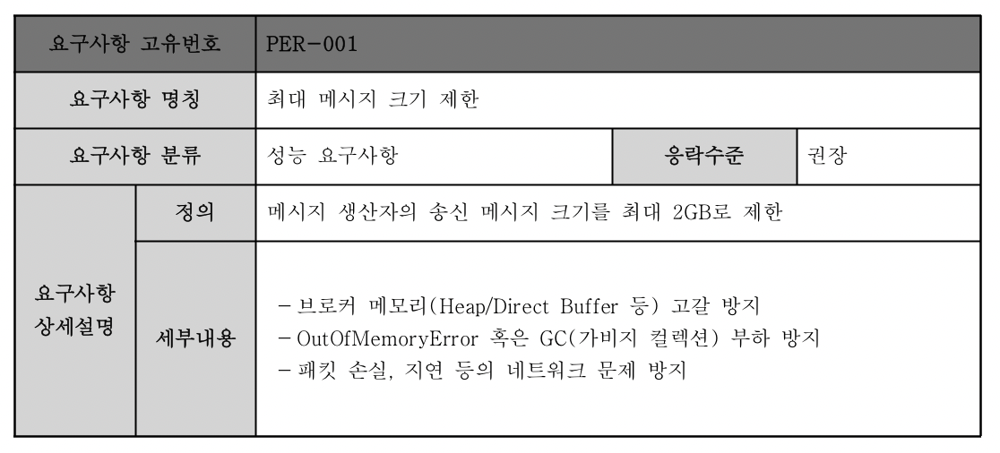 요구사항 고유번호 PER-001
요구사항 명칭 최대 메시지 크기 제한
요구사항 분류 성능 요구사항 응락수준 권장
요구사항 상세설명
정의 메시지 생산자의 송신 메시지 크기를 최대 2GB로 제한
세부내용
- 브로커 메모리(Heap/Direct Buffer 등) 고갈 방지
- OutOfMemoryError 혹은 GC(가비지 컬렉션) 부하 방지
- 패킷 손실, 지연 등의 네트워크 문제 방지